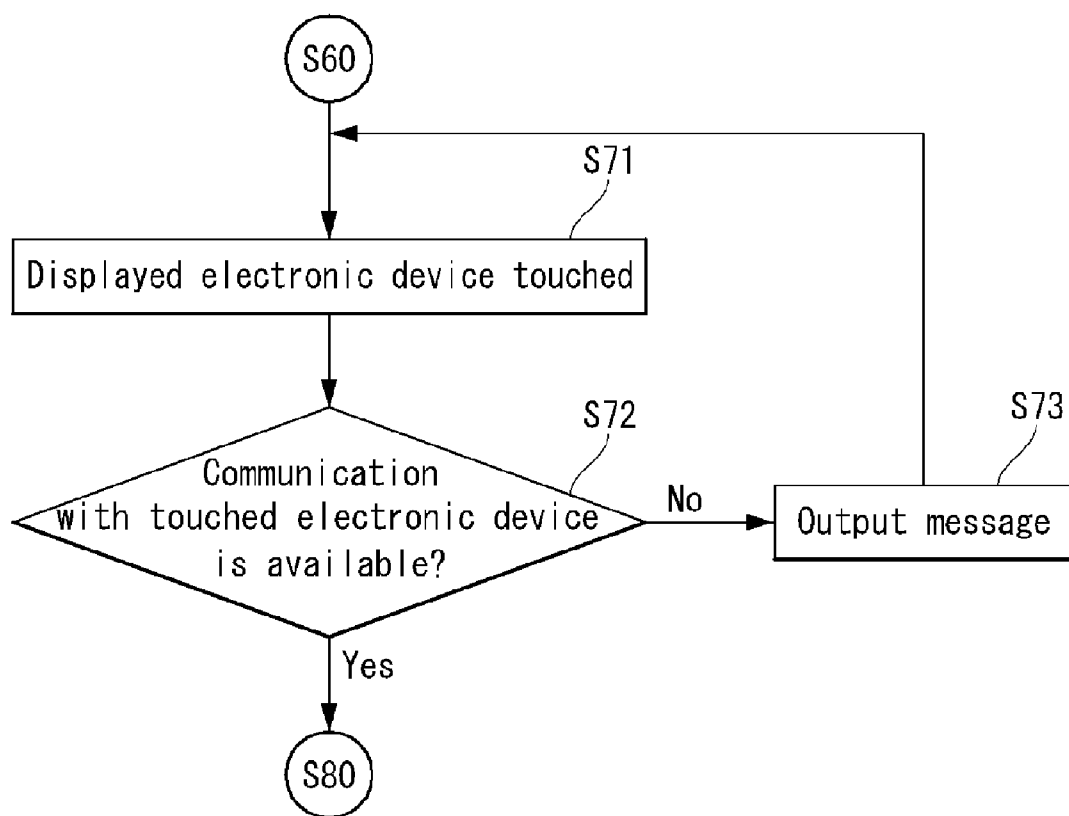 S60
S71
Displayed electronic device touched
S72
Communication
with touched electronic device
is available?
No
S73
Output message
Yes
S80